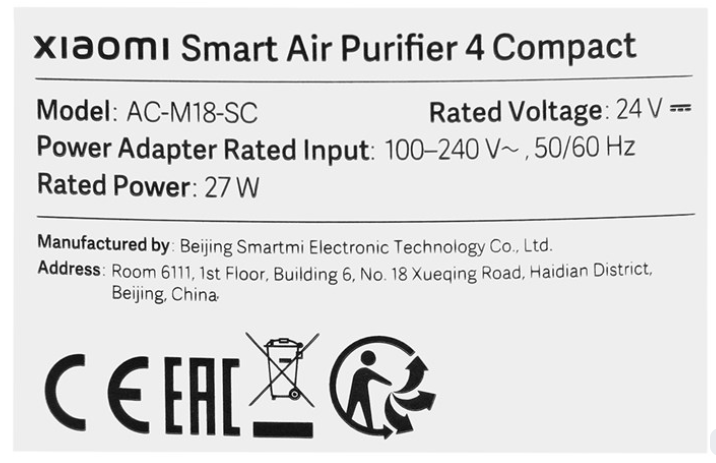 xiaomi Smart Air Purifier 4 Compact
Model: AC-M18-SC Rated Voltage: 24 V ⎓
Power Adapter Rated Input: 100–240 V~ , 50/60 Hz
Rated Power: 27 W
Manufactured by: Beijing Smartmi Electronic Technology Co., Ltd.
Address: Room 6111, 1st Floor, Building 6, No. 18 Xueqing Road, Haidian District,
Beijing, China.
CE EAC